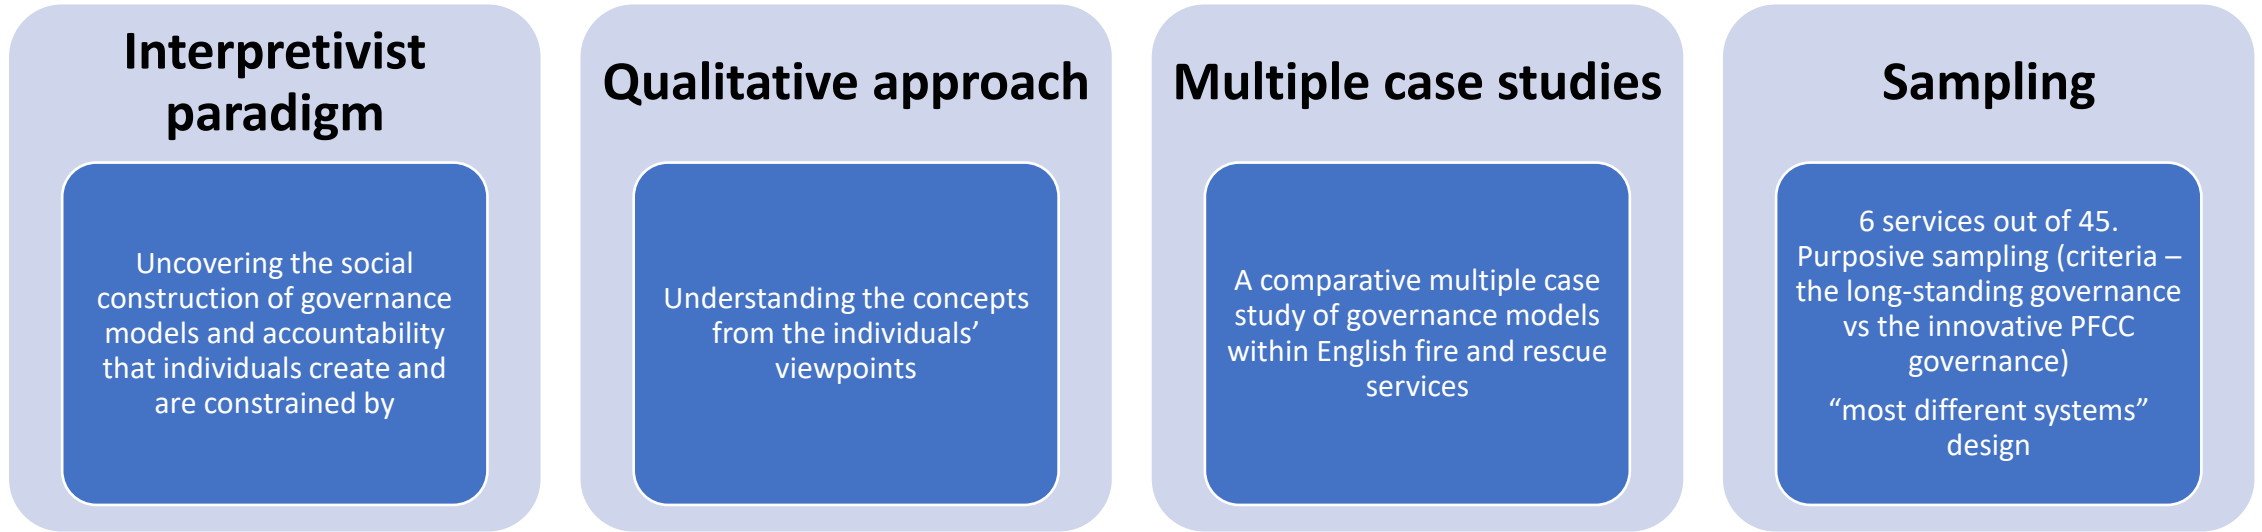 Interpretivist
paradigm
Uncovering the social
construction of governance
models and accountability
that individuals create and
are constrained by
Qualitative approach
Understanding the concepts
from the individuals’
viewpoints
Multiple case studies
A comparative multiple case
study of governance models
within English fire and rescue
services
Sampling
6 services out of 45.
Purposive sampling (criteria –
the long-standing governance
vs the innovative PFCC
governance)
“most different systems”
design